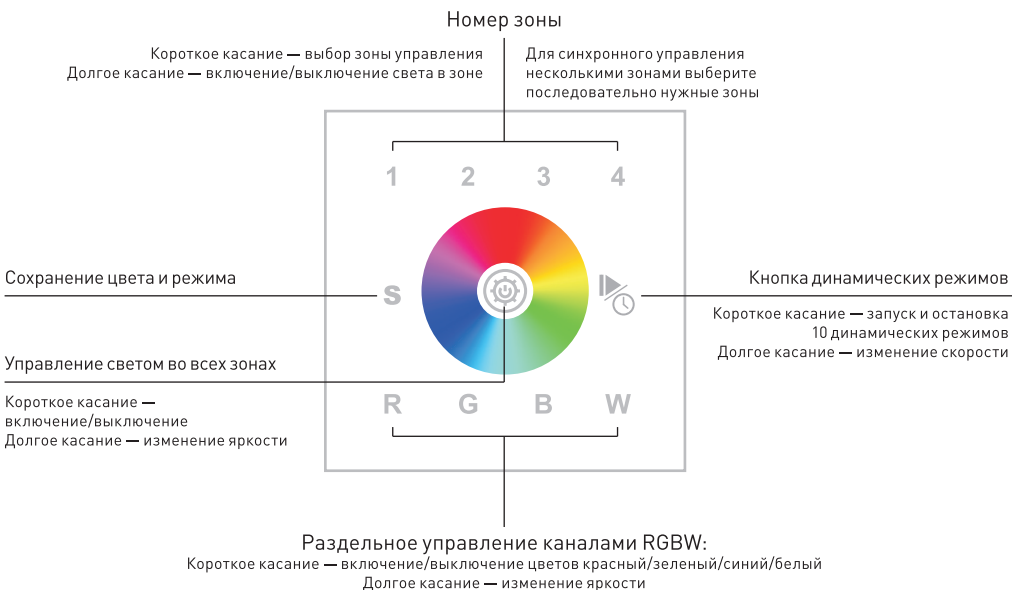 Номер зоны
Короткое касание — выбор зоны управления
Долгое касание — включение/выключение света в зоне
Для синхронного управления
несколькими зонами выберите
последовательно нужные зоны
1 2 3 4
Сохранение цвета и режима
S
Кнопка динамических режимов
Короткое касание — запуск и остановка
10 динамических режимов
Долгое касание — изменение скорости
Управление светом во всех зонах
Короткое касание —
включение/выключение
Долгое касание — изменение яркости
R G B W
Раздельное управление каналами RGBW:
Короткое касание — включение/выключение цветов красный/зеленый/синий/белый
Долгое касание — изменение яркости